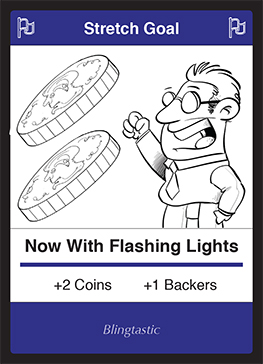 Stretch Goal
Now With Flashing Lights
+2 Coins +1 Backers
Blingtastic